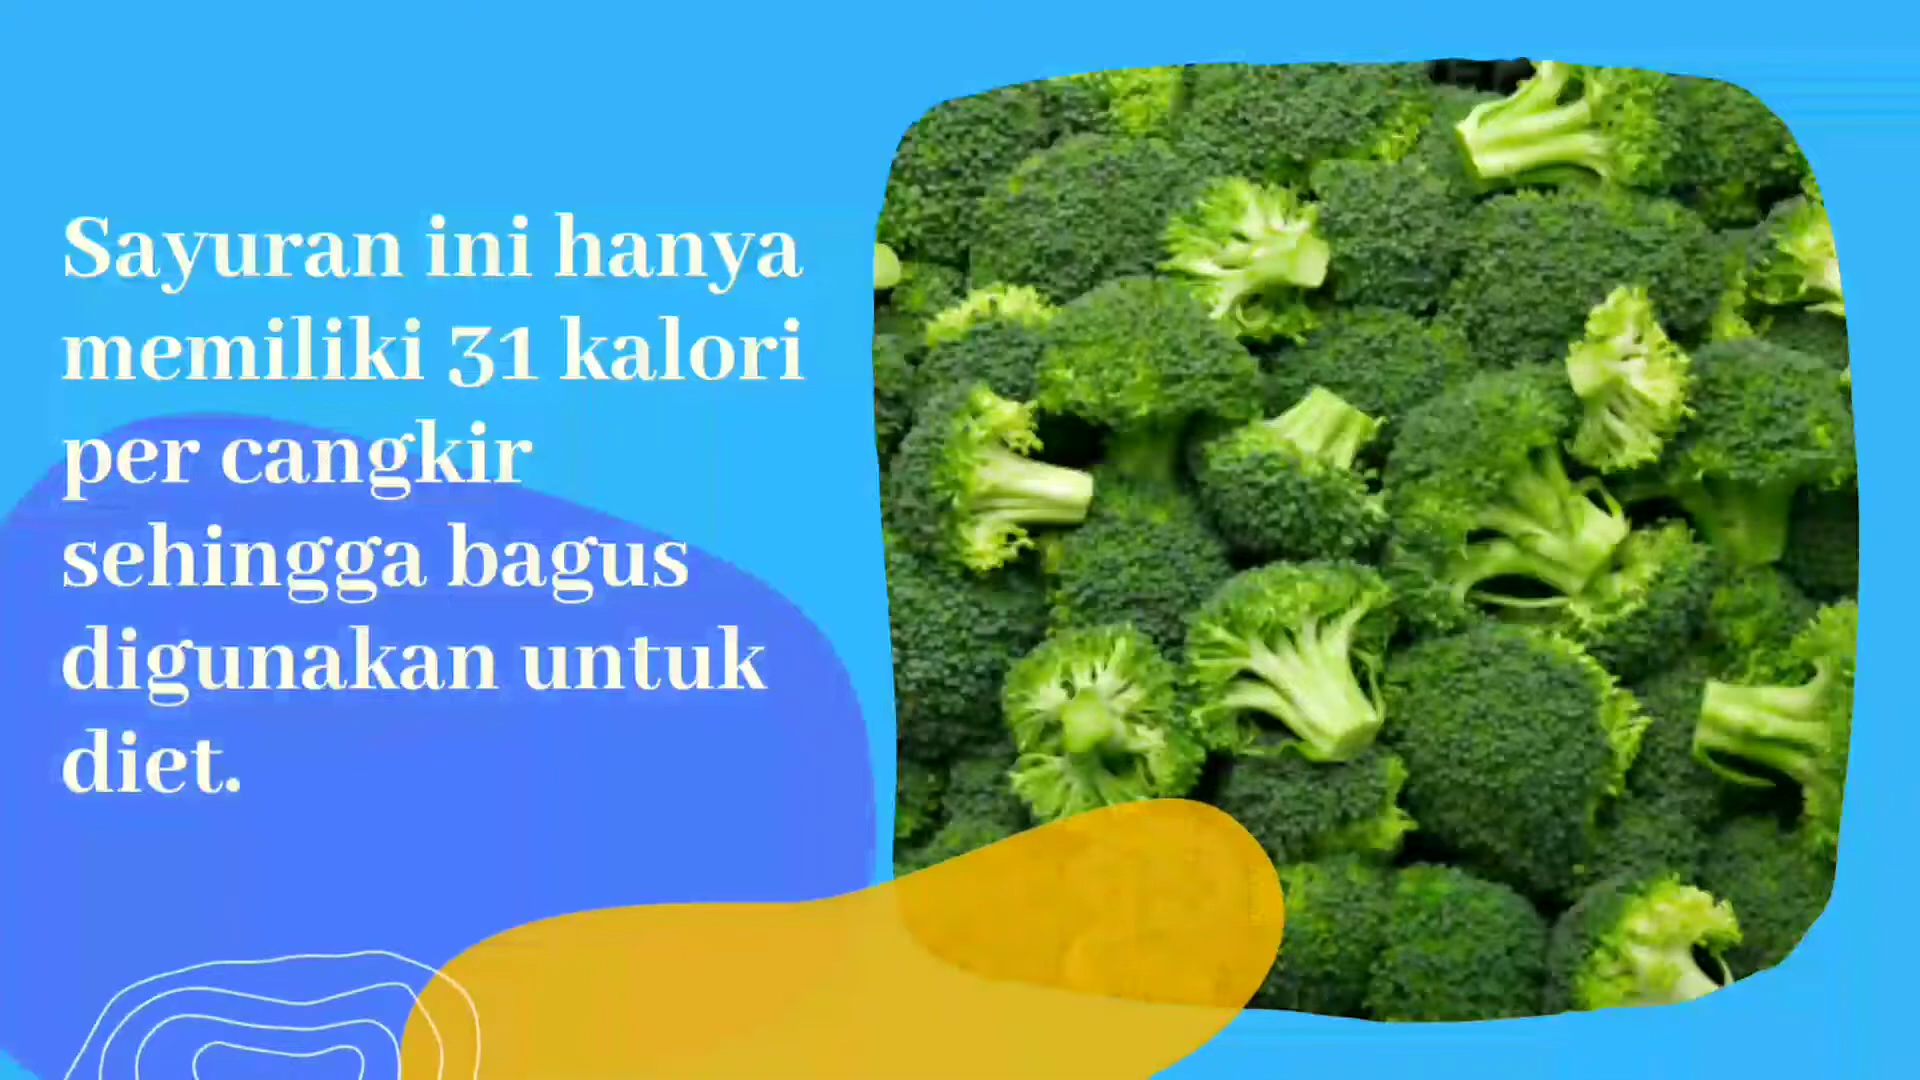 Sayuran ini hanya
memiliki 31 kalori
per cangkir
sehingga bagus
digunakan untuk
diet.